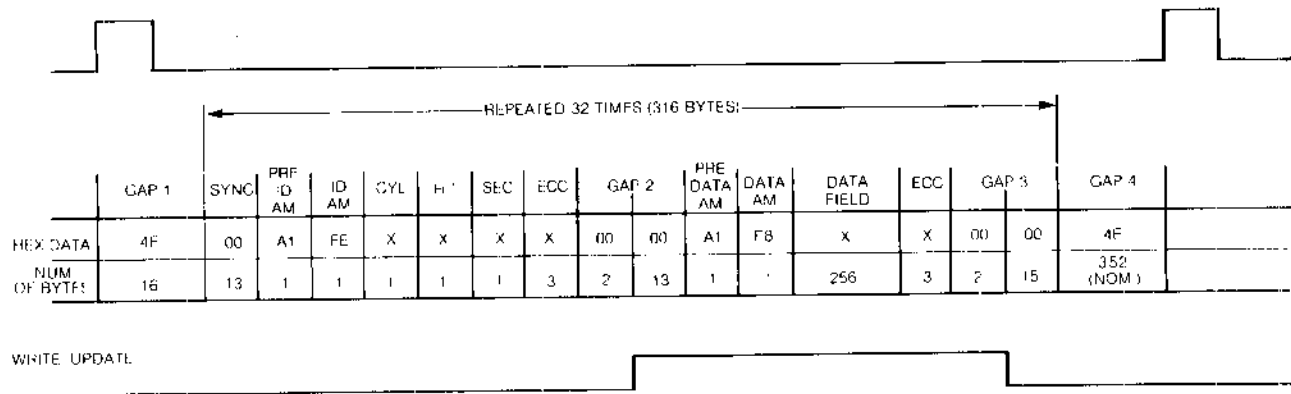 REPEATED 32 TIMES (316 BYTES)
GAP 1 SYNC PRE ID AM ID AM CYL SEC ECC GAP 2 PRE DATA AM DATA AM DATA FIELD ECC GAP 3 GAP 4
HEX DATA 4E 00 A1 FE X X X X 00 00 A1 F8 X X 00 00 4E
NUM OF BYTES 16 13 1 1 1 1 1 3 2 13 1 256 3 2 15 352 (NOM)
WRITE UPDATE